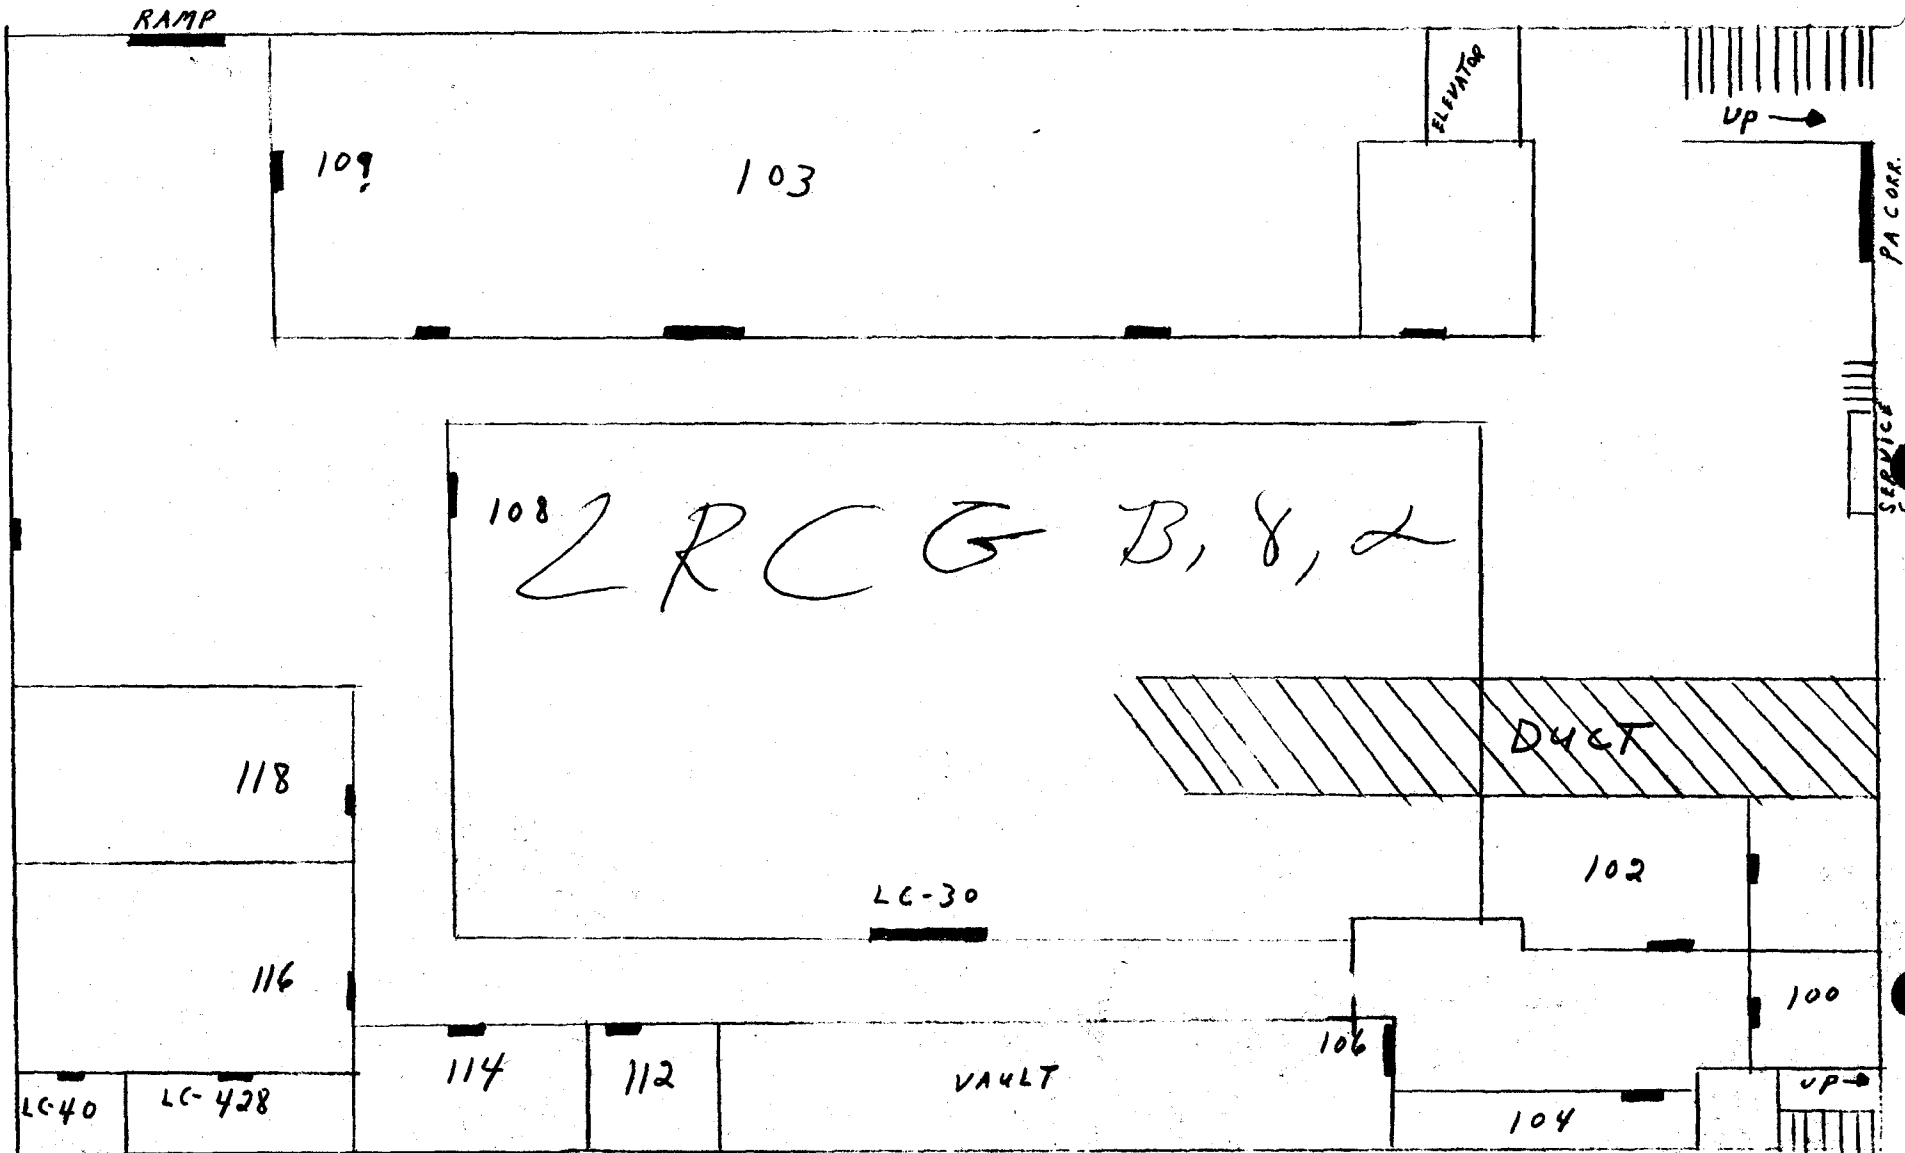 RAMP
ELEVATOR
UP →
109
103
PA CORR.
SERVICE
108
2 R C G B, γ, α
DUCT
118
102
LC-30
116
100
106
114
112
VAULT
UP →
LC-40
LC-428
104